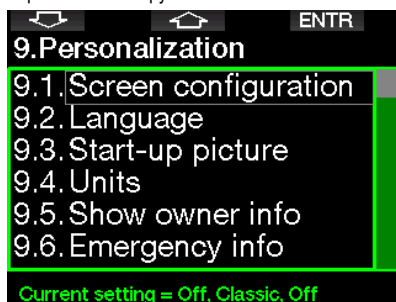 ENTR
9.Personalization
9.1.Screen configuration
9.2.Language
9.3.Start-up picture
9.4.Units
9.5.Show owner info
9.6.Emergency info
Current setting = Off, Classic, Off